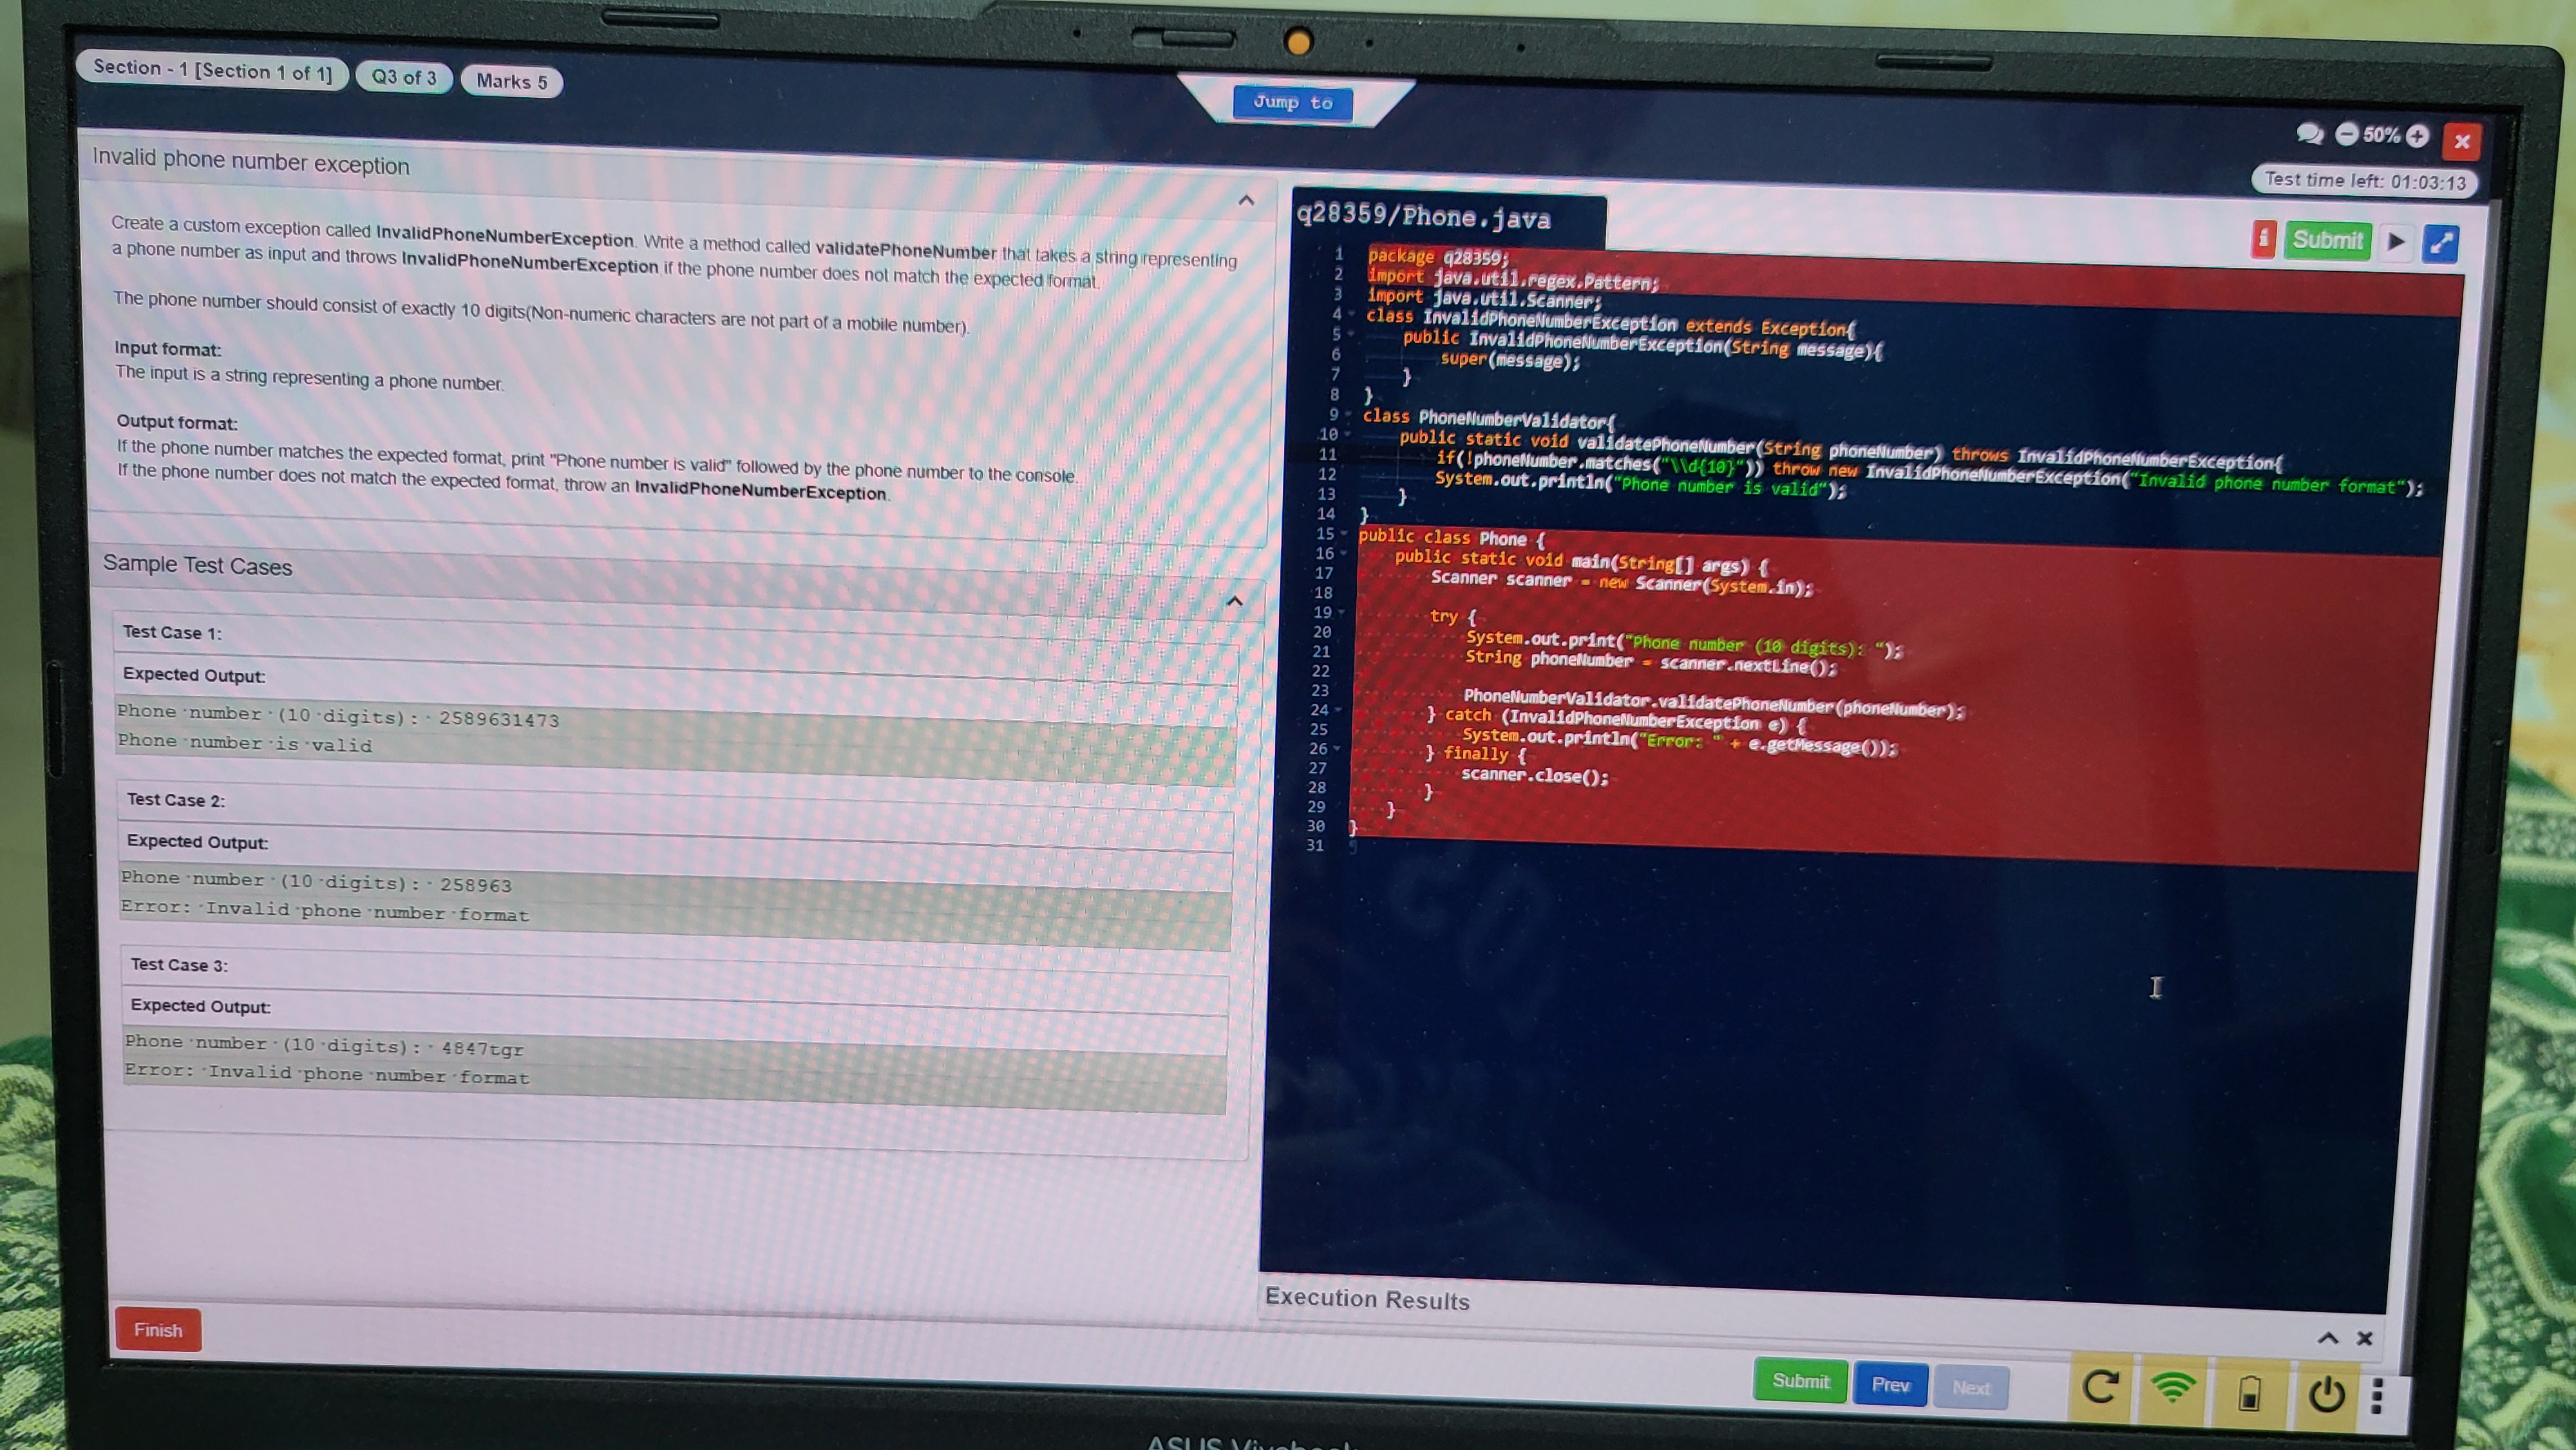 Section - 1 [Section 1 of 1] Q3 of 3 Marks 5
Jump to
50%
Test time left: 01:03:13
Invalid phone number exception
Create a custom exception called InvalidPhoneNumberException. Write a method called validatePhoneNumber that takes a string representing
a phone number as input and throws InvalidPhoneNumberException if the phone number does not match the expected format.
The phone number should consist of exactly 10 digits(Non-numeric characters are not part of a mobile number).
Input format:
The input is a string representing a phone number.
Output format:
If the phone number matches the expected format, print "Phone number is valid" followed by the phone number to the console.
If the phone number does not match the expected format, throw an InvalidPhoneNumberException.
Sample Test Cases
Test Case 1:
Expected Output:
Phone·number·(10·digits):·2589631473
Phone·number·is·valid
Test Case 2:
Expected Output:
Phone·number·(10·digits):·258963
Error:·Invalid·phone·number·format
Test Case 3:
Expected Output:
Phone·number·(10·digits):·4847tgr
Error:·Invalid·phone·number·format
Finish
q28359/Phone.java
Submit
1 package q28359;
2 import java.util.regex.Pattern;
3 import java.util.Scanner;
4 class InvalidPhoneNumberException extends Exception{
5 public InvalidPhoneNumberException(String message){
6 super(message);
7 }
8 }
9 class PhoneNumberValidator{
10 public static void validatePhoneNumber(String phoneNumber) throws InvalidPhoneNumberException{
11 if(!phoneNumber.matches("\\d{10}")) throw new InvalidPhoneNumberException("Invalid phone number format");
12 System.out.println("Phone number is valid");
13 }
14 }
15 public class Phone {
16 public static void main(String[] args) {
17 Scanner scanner = new Scanner(System.in);
18
19 try {
20 System.out.print("Phone number (10 digits): ");
21 String phoneNumber = scanner.nextLine();
22
23 PhoneNumberValidator.validatePhoneNumber(phoneNumber);
24 } catch (InvalidPhoneNumberException e) {
25 System.out.println("Error: " + e.getMessage());
26 } finally {
27 scanner.close();
28 }
29 }
30 }
31
Execution Results
Submit Prev Next
ASUS